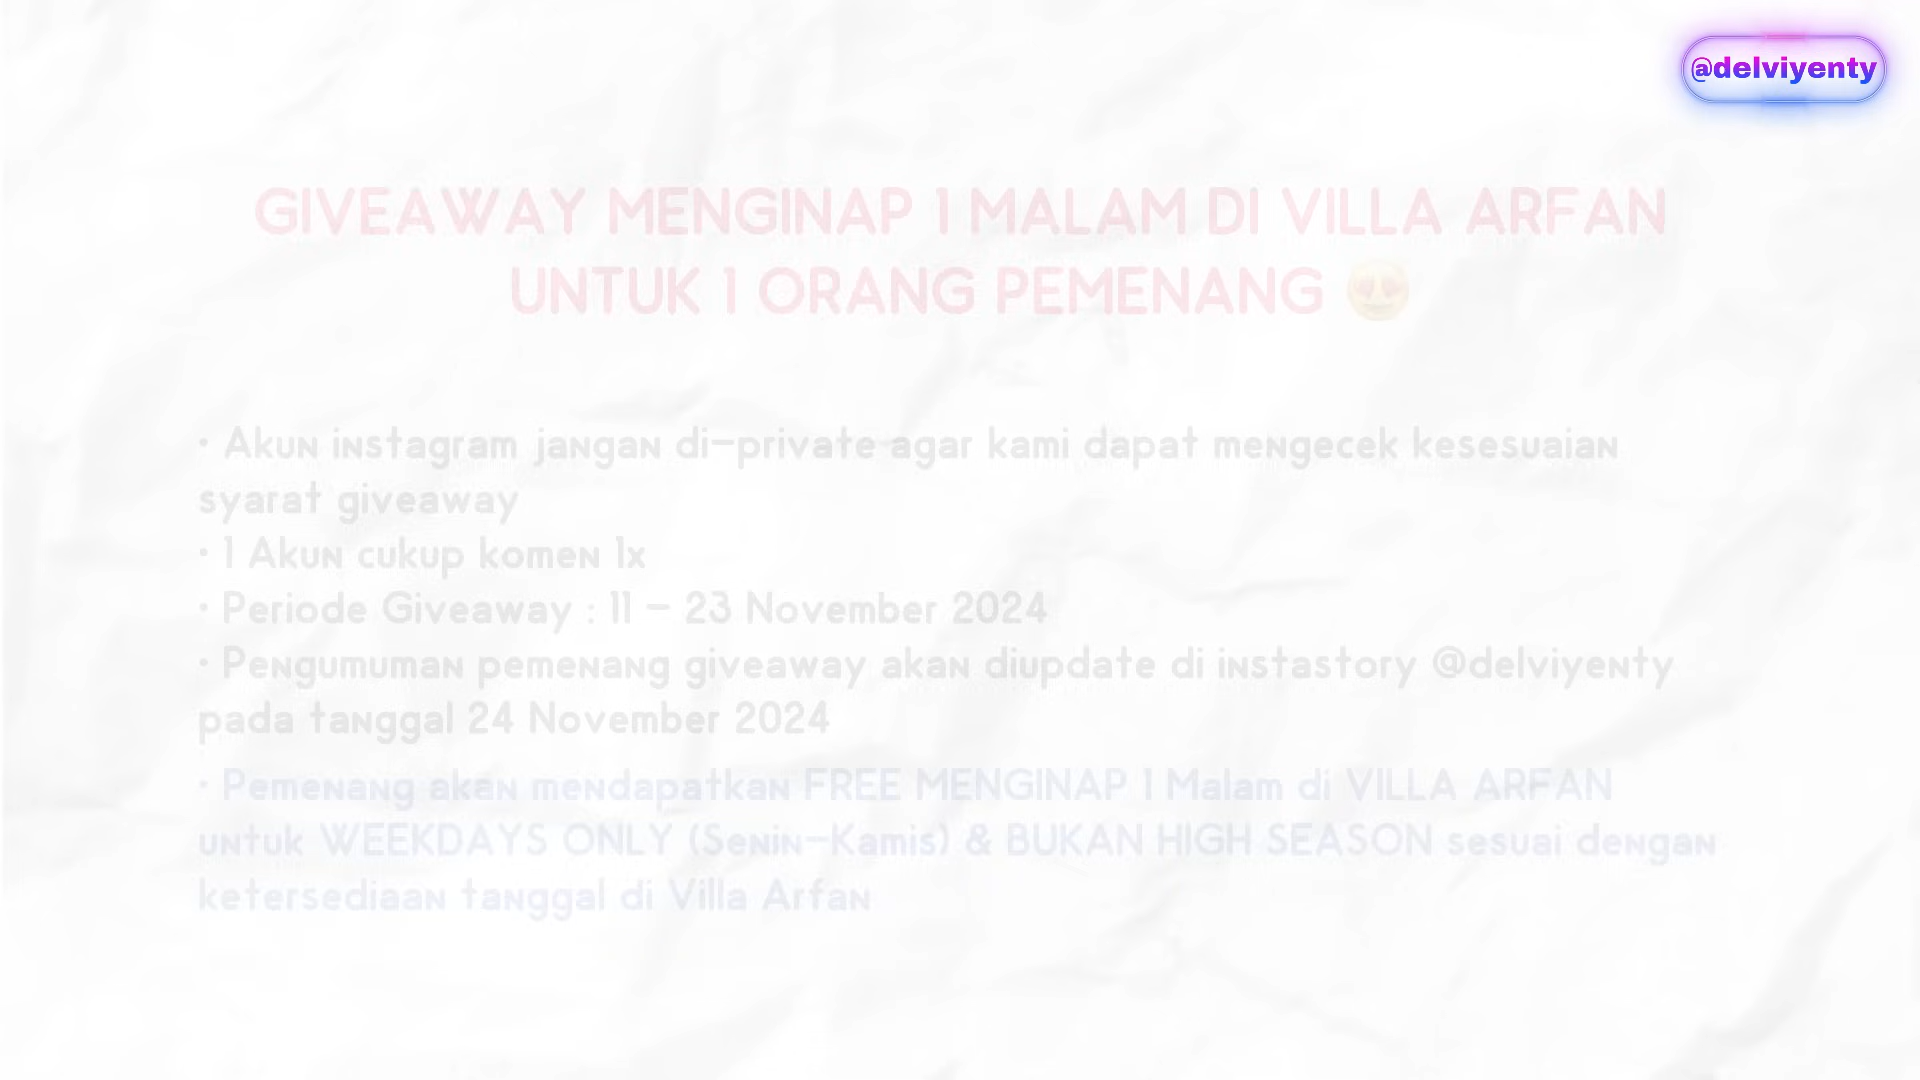 @delviyenty
GIVEAWAY MENGINAP 1 MALAM DI VILLA ARFAN
UNTUK 1 ORANG PEMENANG 😍
• Akun instagram jangan di-private agar kami dapat mengecek kesesuaian
syarat giveaway
• 1 Akun cukup komen 1x
• Periode Giveaway : 11 - 23 November 2024
• Pengumuman pemenang giveaway akan diupdate di instastory @delviyenty
pada tanggal 24 November 2024
• Pemenang akan mendapatkan FREE MENGINAP 1 Malam di VILLA ARFAN
untuk WEEKDAYS ONLY (Senin-Kamis) & BUKAN HIGH SEASON sesuai dengan
ketersediaan tanggal di Villa Arfan